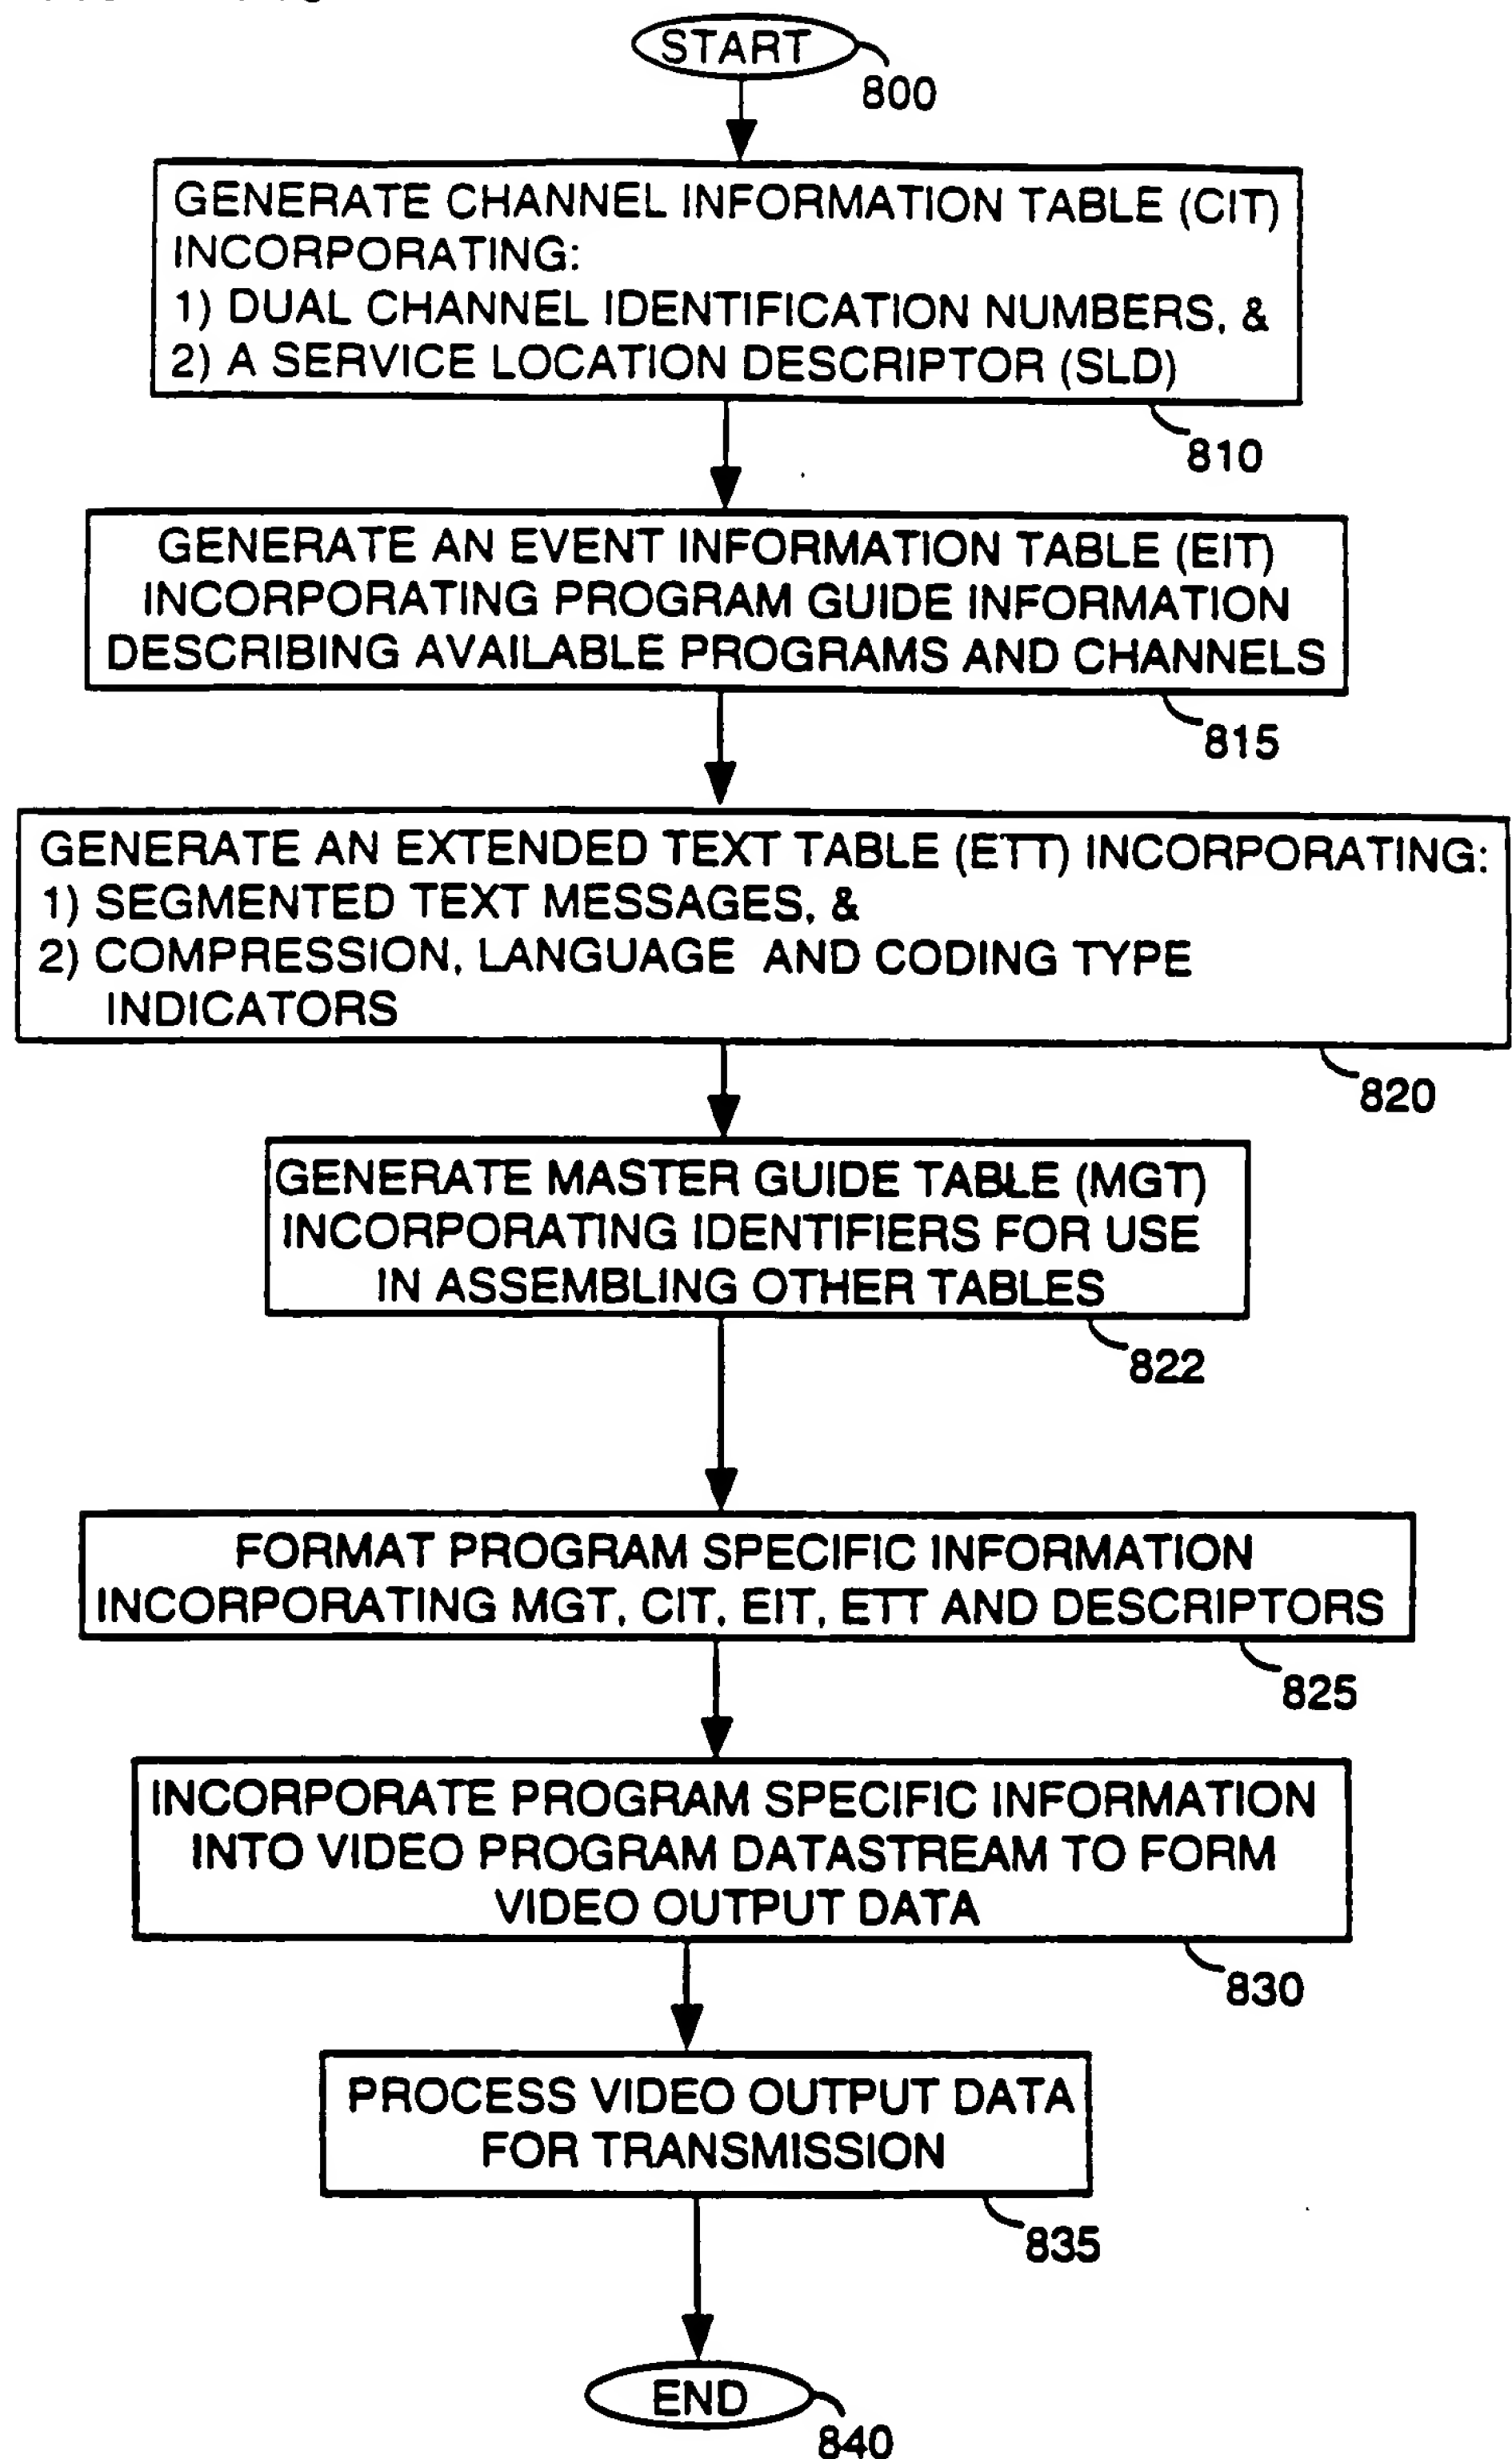 START
800
GENERATE CHANNEL INFORMATION TABLE (CIT)
INCORPORATING:
1) DUAL CHANNEL IDENTIFICATION NUMBERS, &
2) A SERVICE LOCATION DESCRIPTOR (SLD)
810
GENERATE AN EVENT INFORMATION TABLE (EIT)
INCORPORATING PROGRAM GUIDE INFORMATION
DESCRIBING AVAILABLE PROGRAMS AND CHANNELS
815
GENERATE AN EXTENDED TEXT TABLE (ETT) INCORPORATING:
1) SEGMENTED TEXT MESSAGES, &
2) COMPRESSION, LANGUAGE AND CODING TYPE
INDICATORS
820
GENERATE MASTER GUIDE TABLE (MGT)
INCORPORATING IDENTIFIERS FOR USE
IN ASSEMBLING OTHER TABLES
822
FORMAT PROGRAM SPECIFIC INFORMATION
INCORPORATING MGT, CIT, EIT, ETT AND DESCRIPTORS
825
INCORPORATE PROGRAM SPECIFIC INFORMATION
INTO VIDEO PROGRAM DATASTREAM TO FORM
VIDEO OUTPUT DATA
830
PROCESS VIDEO OUTPUT DATA
FOR TRANSMISSION
835
END
840